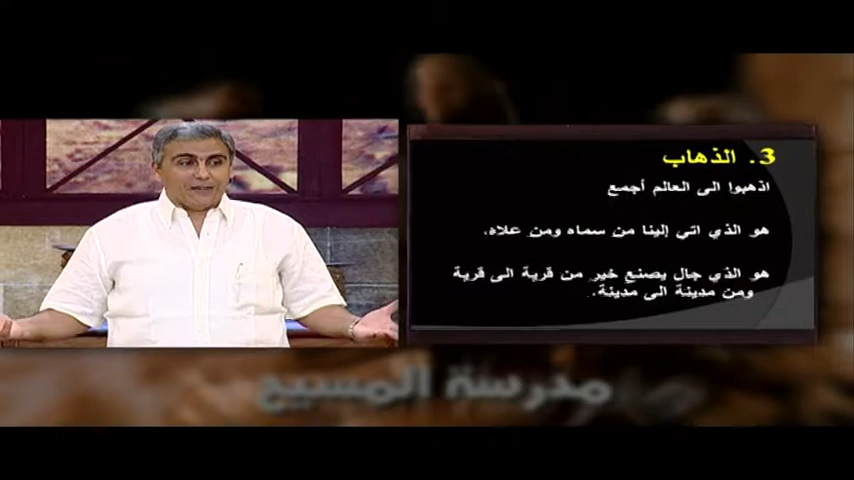 3. الذهاب
اذهبوا الى العالم أجمع
هو الذي اتي إلينا من سماه ومن علاه.
هو الذي جال يصنع خير من قرية الى قرية
ومن مدينة الى مدينة.
مدرسة المسيح